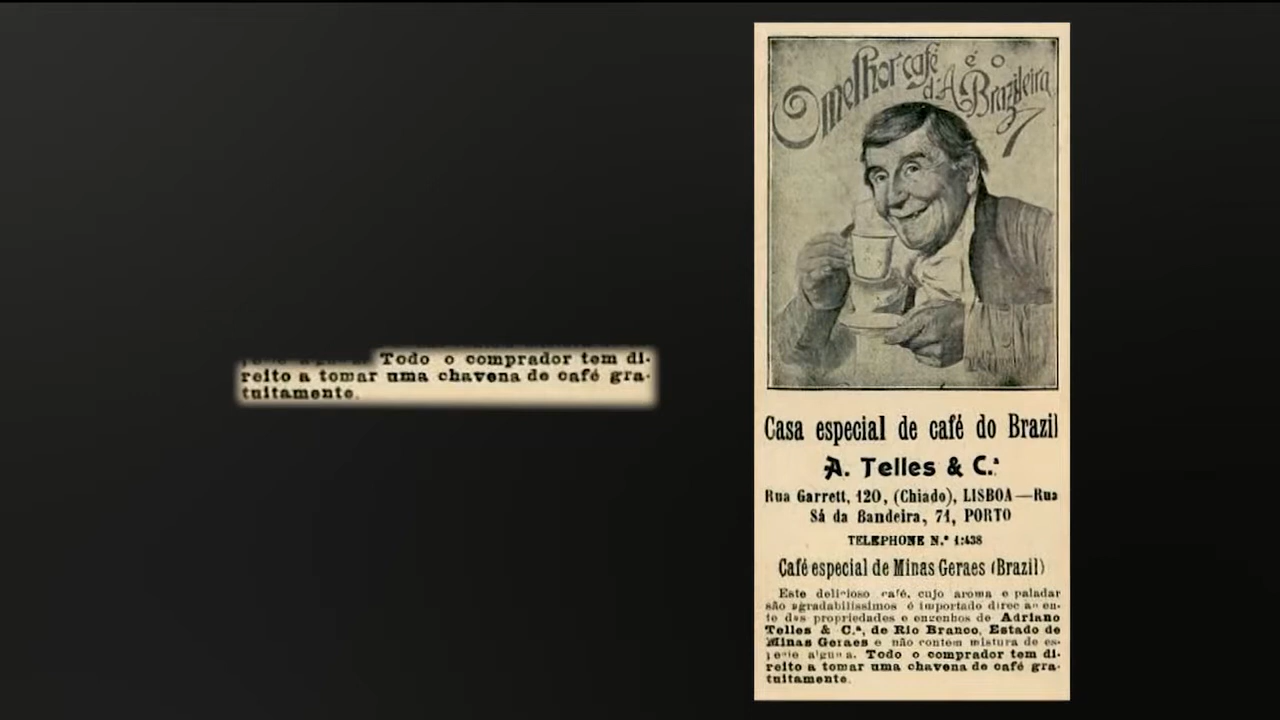 Todo o comprador tem di-
reito a tomar uma chavena de café gra-
tuitamente.
O melhor café é o
d'A Brazileira
Casa especial de café do Brazil
A. Telles & C.ª
Rua Garrett, 120, (Chiado), LISBOA—Rua
Sá da Bandeira, 71, PORTO
TELEPHONE N.º 1:438
Café especial de Minas Geraes (Brazil)
Este delicioso café, cujo aroma e paladar
são agradabilissimos é importado
das propriedades e engenhos de Adriano
Telles & C.ª, de Rio Branco, Estado de
Minas Geraes e não contem mistura de es-
pecie alguma. Todo o comprador tem di-
reito a tomar uma chavena de café gra-
tuitamente.